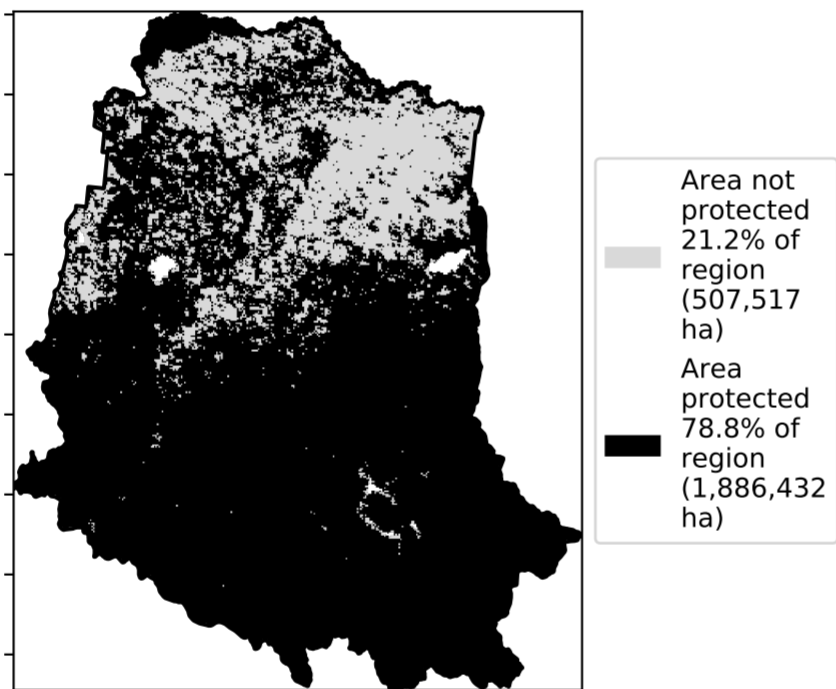 Area not
protected
21.2% of
region
(507,517
ha)
Area
protected
78.8% of
region
(1,886,432
ha)